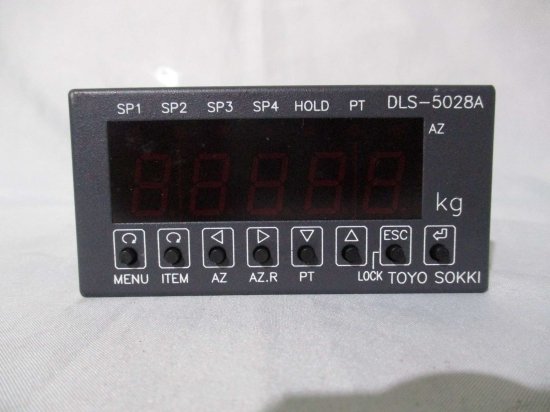 SP1 SP2 SP3 SP4 HOLD PT DLS-5028A
AZ
kg
ESC
MENU ITEM AZ AZ.R PT LOCK TOYO SOKKI